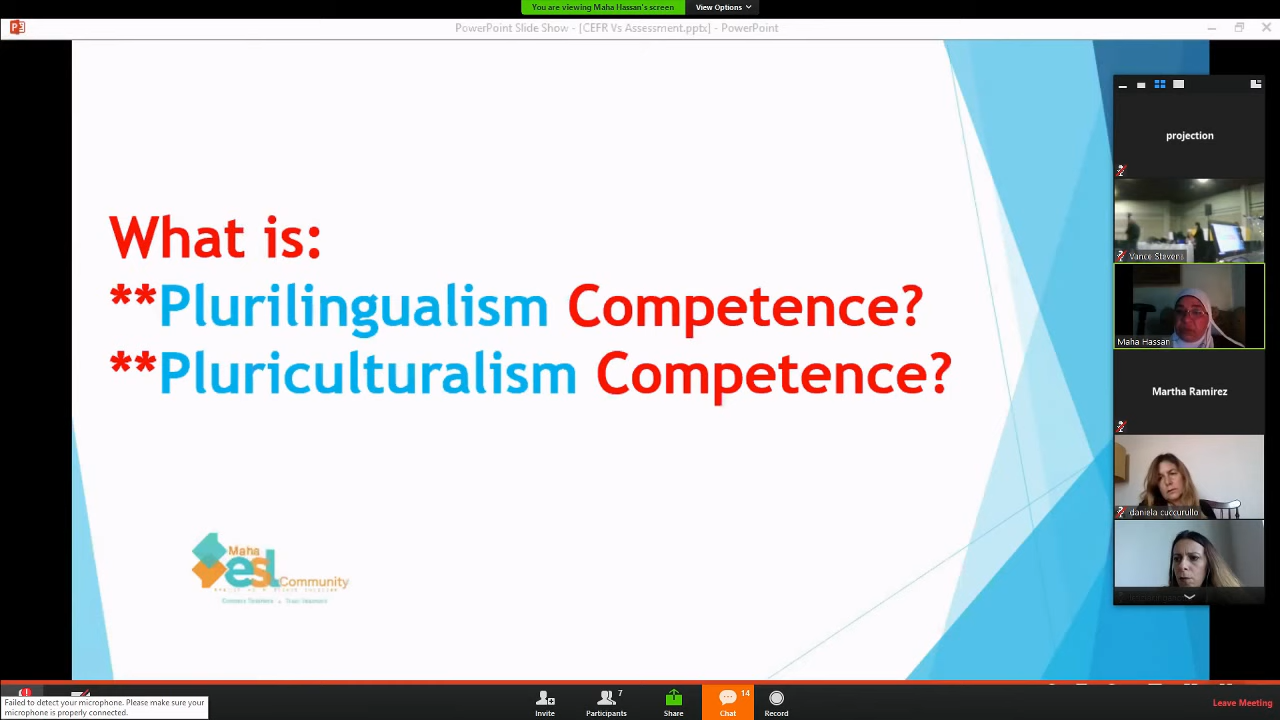 You are viewing Maha Hassan's screen
View Options
PowerPoint Slide Show - [CEFR Vs Assessment.pptx] - PowerPoint
projection
Vance Stevens
Maha Hassan
Martha Ramirez
daniela cuccurullo
What is:
**Plurilingualism Competence?
**Pluriculturalism Competence?
Maha
esl
Community
Failed to detect your microphone. Please make sure your
microphone is properly connected.
Invite
7
Participants
Share
14
Chat
Record
Leave Meeting